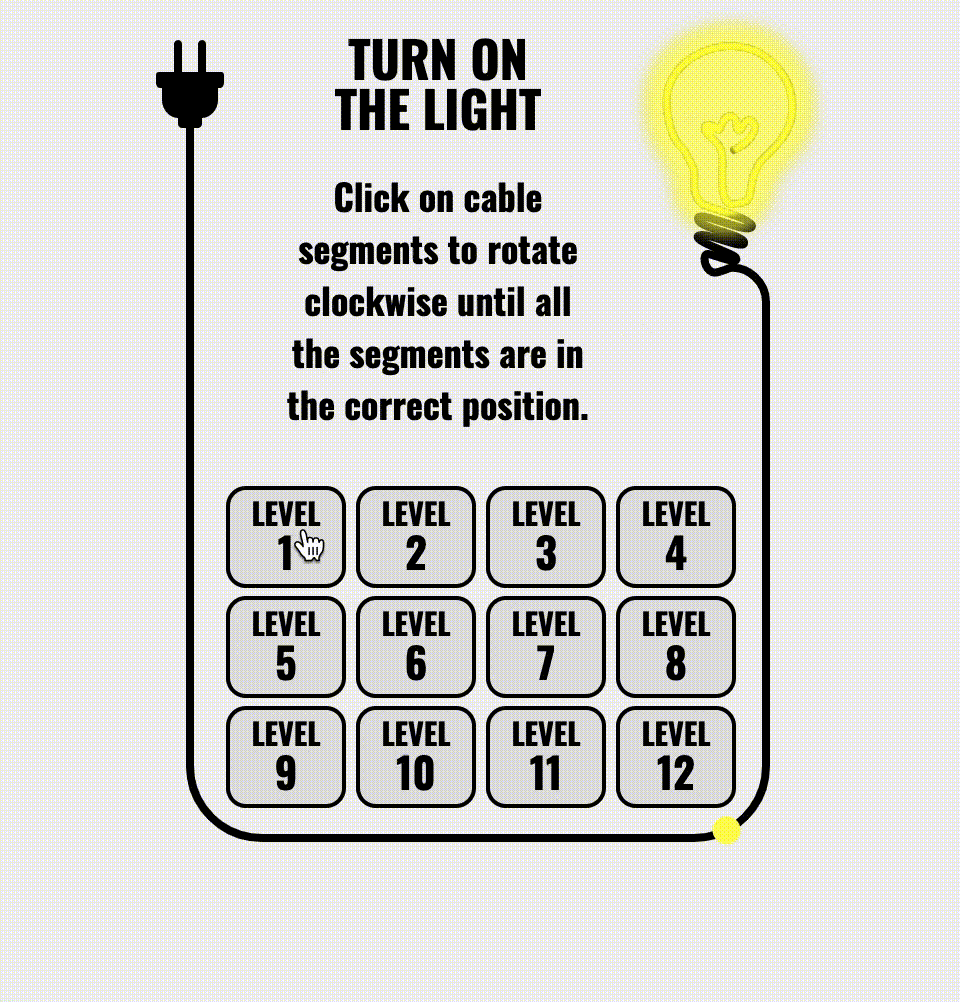 TURN ON
THE LIGHT
Click on cable
segments to rotate
clockwise until all
the segments are in
the correct position.
LEVEL LEVEL LEVEL LEVEL
1 2 3 4
LEVEL LEVEL LEVEL LEVEL
5 6 7 8
LEVEL LEVEL LEVEL LEVEL
9 10 11 12